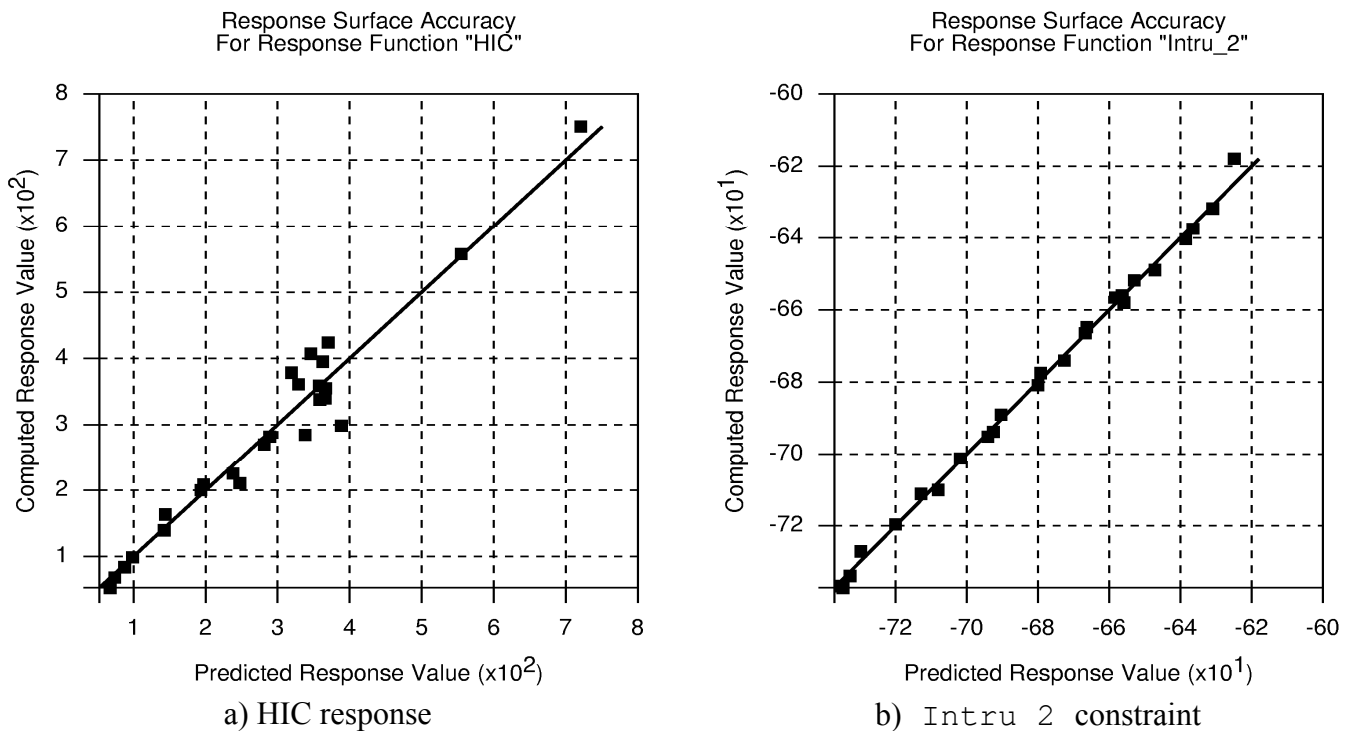 Response Surface Accuracy
For Response Function "HIC"
8
7
6
5
4
3
2
1
Computed Response Value (x10²)
1 2 3 4 5 6 7 8
Predicted Response Value (x10²)
a) HIC response
Response Surface Accuracy
For Response Function "Intru_2"
-60
-62
-64
-66
-68
-70
-72
Computed Response Value (x10¹)
-72 -70 -68 -66 -64 -62 -60
Predicted Response Value (x10¹)
b) Intru 2 constraint